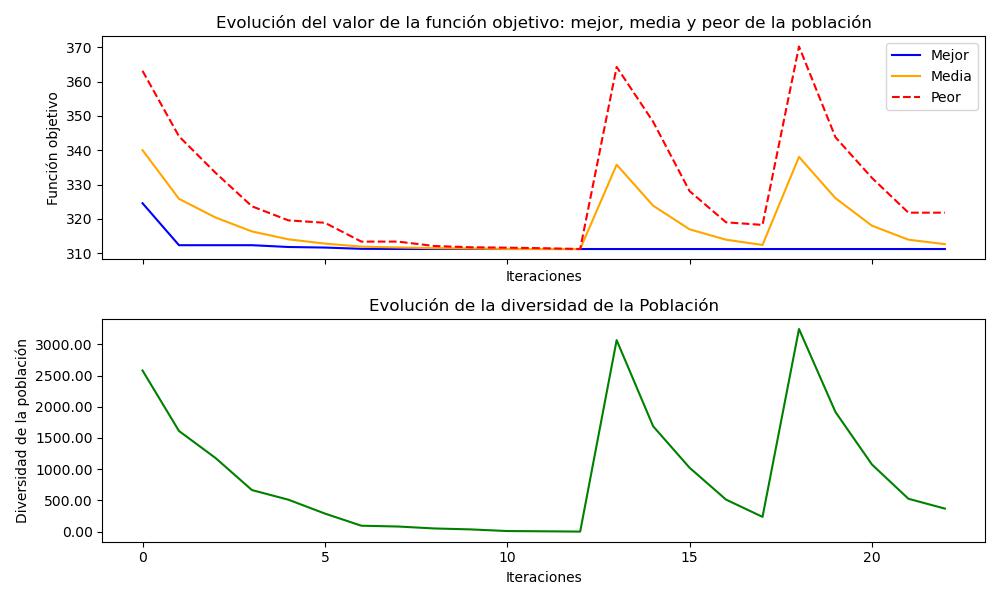 Evolución del valor de la función objetivo: mejor, media y peor de la población
370
360
350
340
330
320
310
Función objetivo
Mejor
Media
Peor
Iteraciones
Evolución de la diversidad de la Población
3000.00
2500.00
2000.00
1500.00
1000.00
500.00
0.00
Diversidad de la población
0 5 10 15 20
Iteraciones